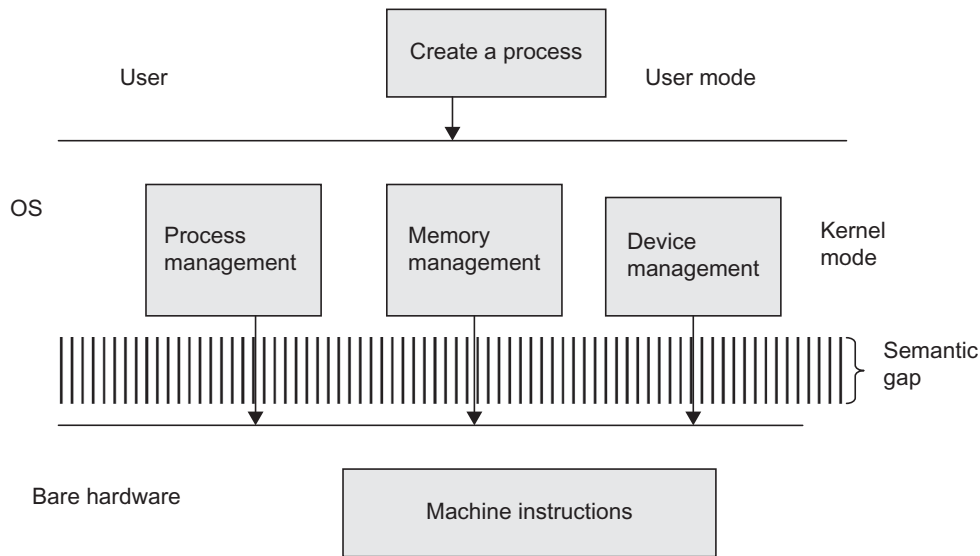 Create a process
User
User mode
OS
Process
management
Memory
management
Device
management
Kernel
mode
Semantic
gap
Bare hardware
Machine instructions